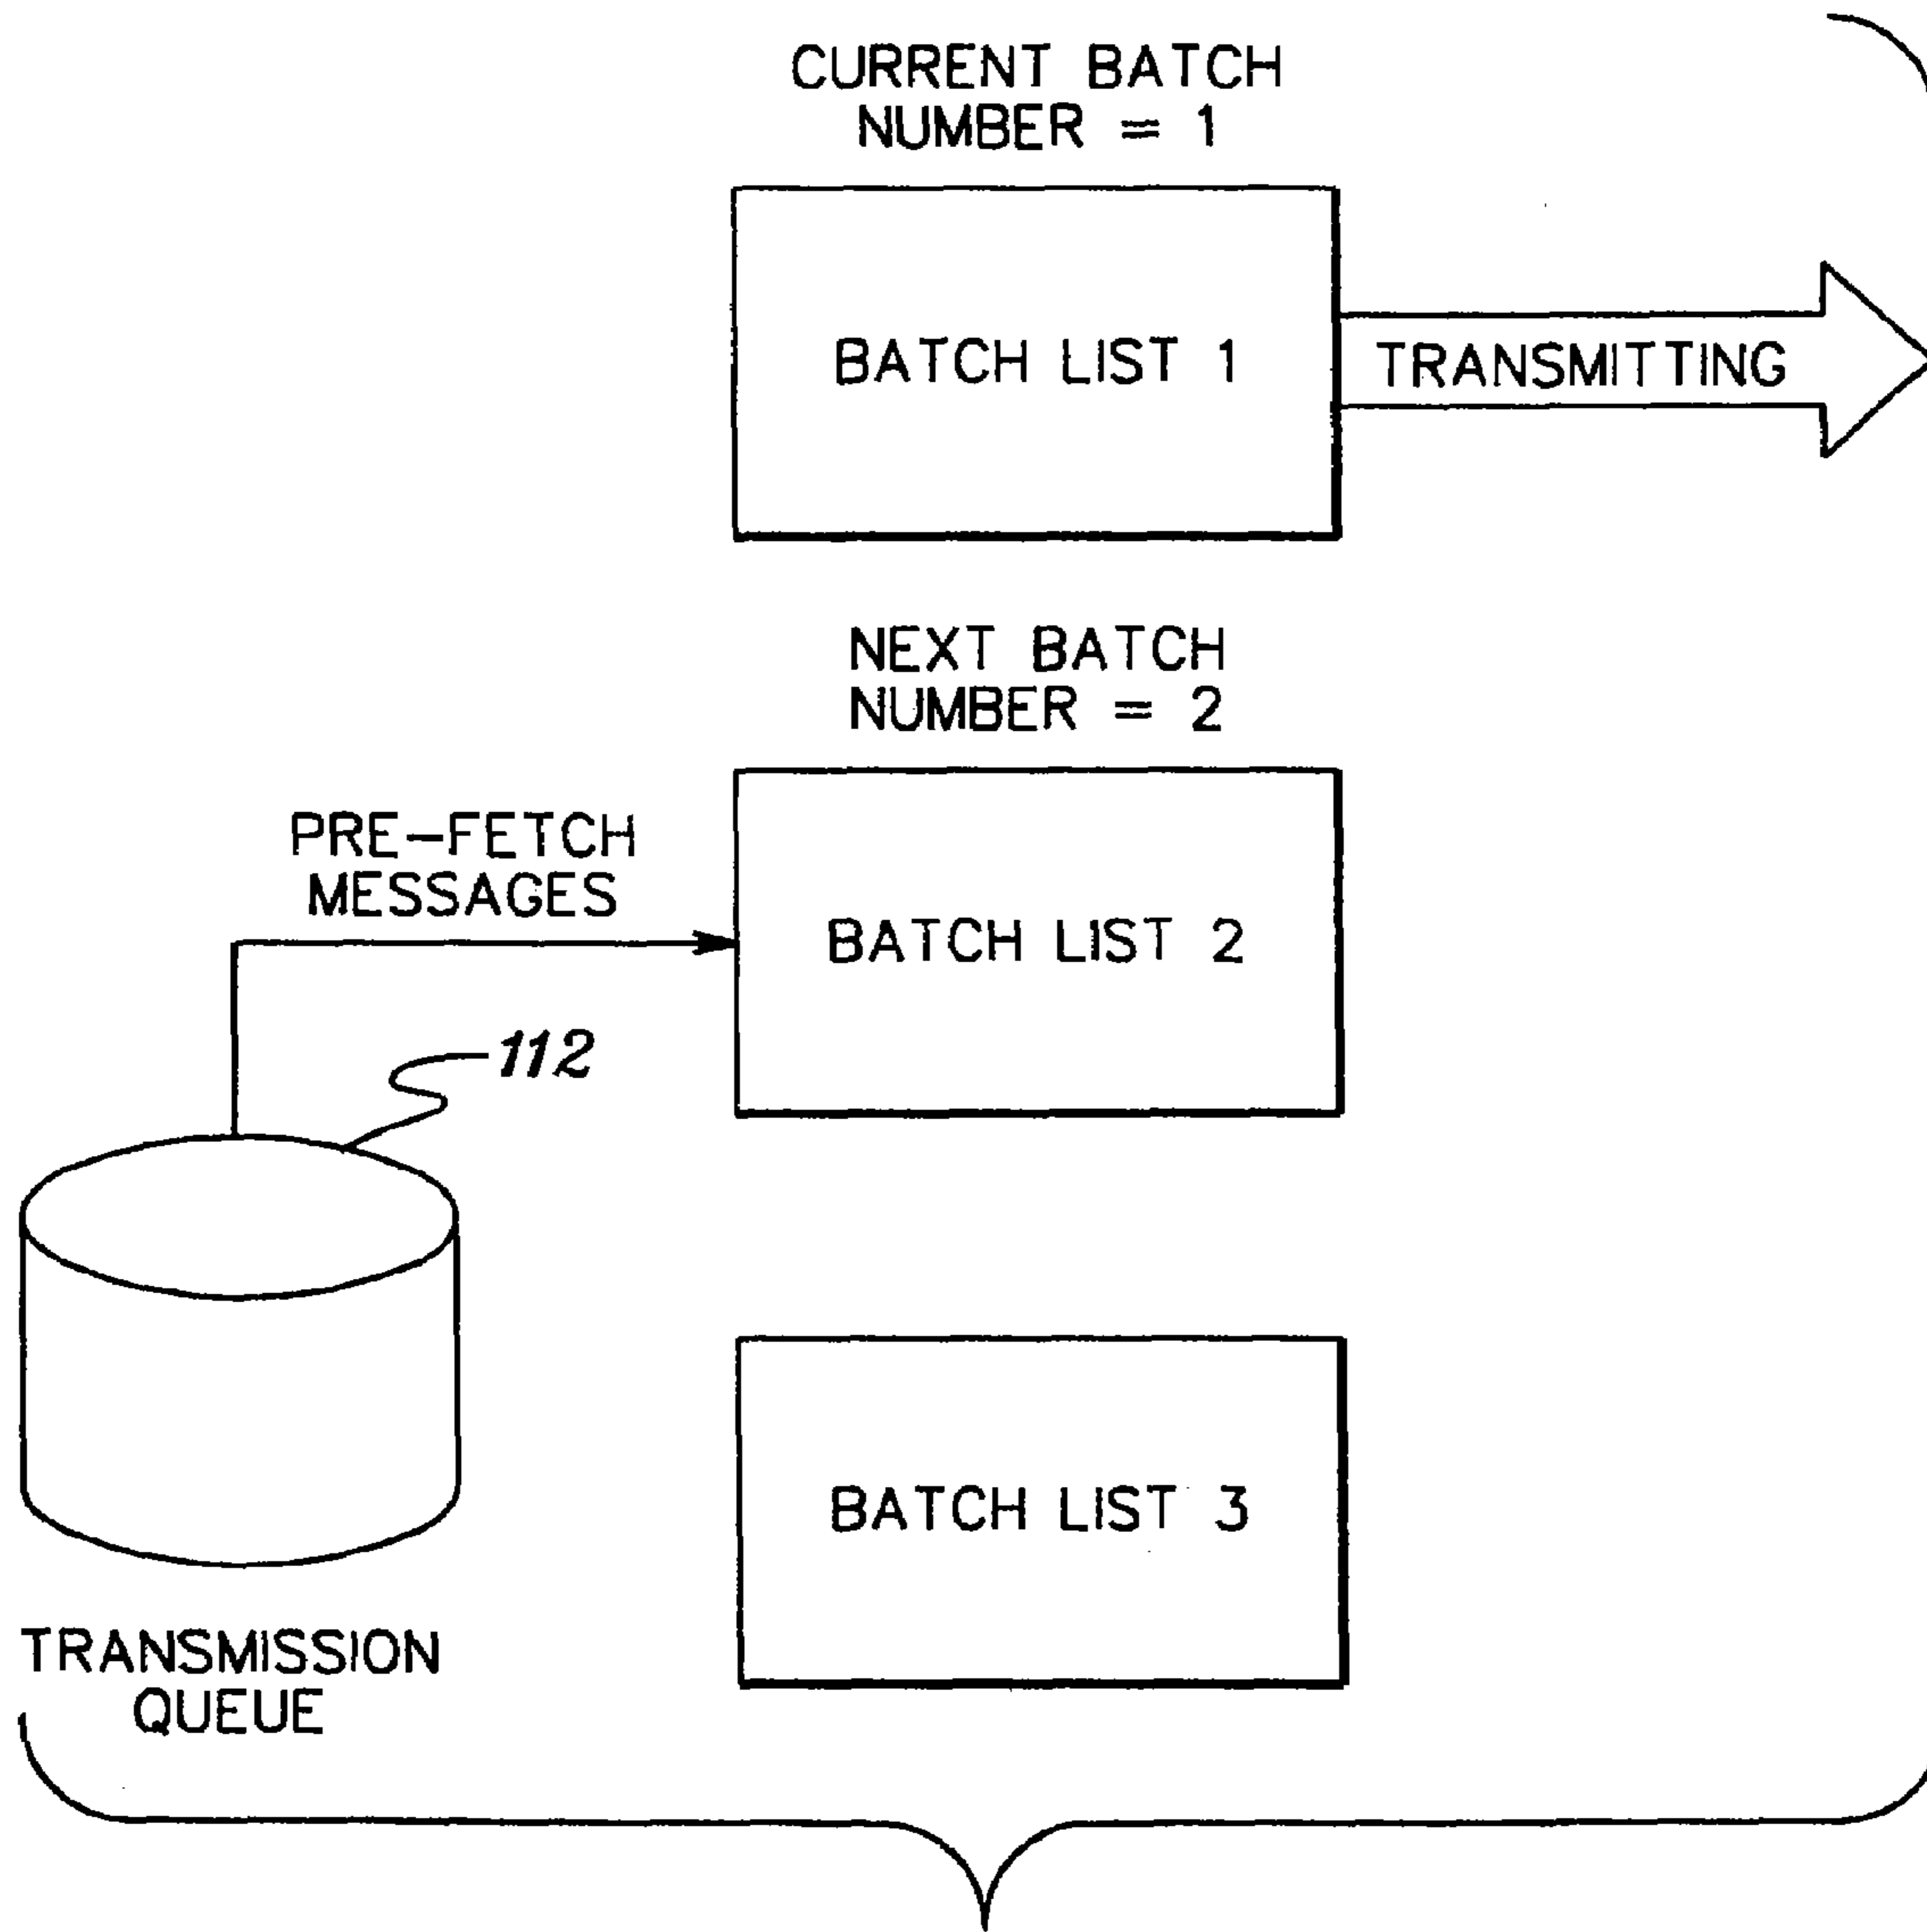 CURRENT BATCH
NUMBER = 1
BATCH LIST 1
TRANSMITTING
NEXT BATCH
NUMBER = 2
PRE-FETCH
MESSAGES
BATCH LIST 2
112
BATCH LIST 3
TRANSMISSION
QUEUE